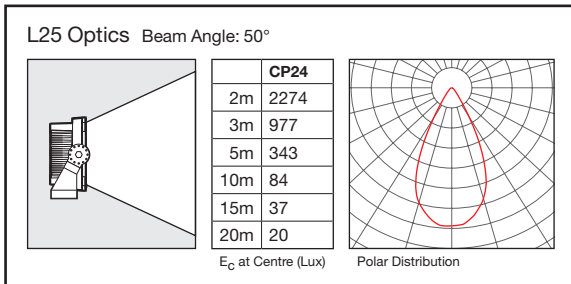 L25 Optics Beam Angle: 50°
CP24
2m 2274
3m 977
5m 343
10m 84
15m 37
20m 20
EC at Centre (Lux)
Polar Distribution